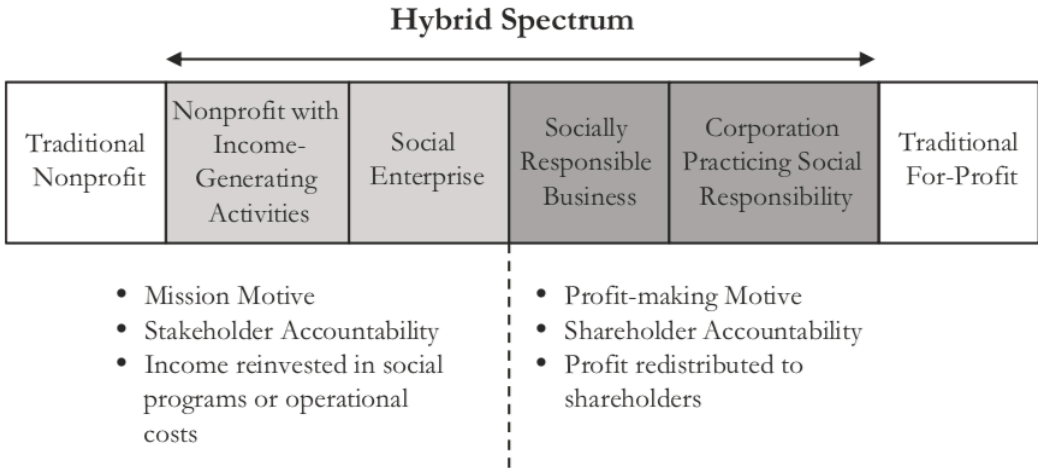 Hybrid Spectrum
Traditional
Nonprofit
Nonprofit with
Income-
Generating
Activities
Social
Enterprise
Socially
Responsible
Business
Corporation
Practicing Social
Responsibility
Traditional
For-Profit
• Mission Motive
• Stakeholder Accountability
• Income reinvested in social
programs or operational
costs
• Profit-making Motive
• Shareholder Accountability
• Profit redistributed to
shareholders